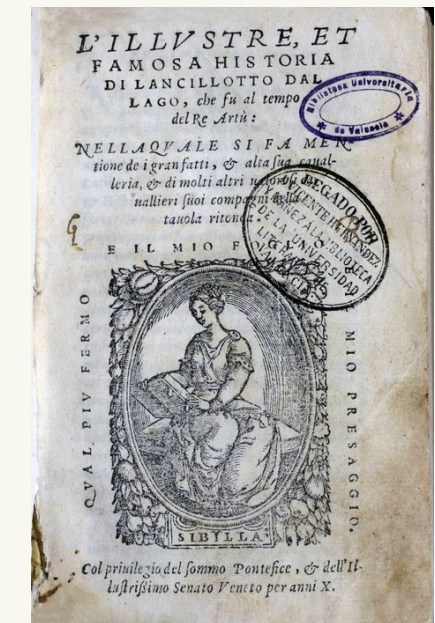 L'ILLVSTRE, ET
FAMOSA HISTORIA
DI LANCILLOTTO DAL
LAGO, che fu al tempo
del Re Artù:
NELLAQVALE SI FA MEN-
tione de i gran fatti, & alta sua caual-
leria, & di molti altri
uallieri suoi compagni della
tauola ritonda.
Biblioteca Universitaria
de Valencia
LEGADO POR
VICENTE HERNANDEZ
A LA BIBLIOTECA
DE LA UNIVERSIDAD
E IL MIO
QVAL PIV FERMO
MIO PRESAGGIO.
SIBYLLA.
Col priuilegio del sommo Pontefice, & dell'Il-
lustrißimo Senato Veneto per anni X.